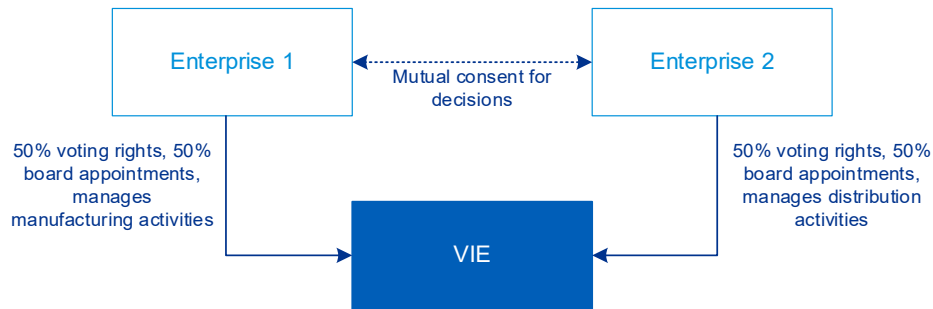 Enterprise 1
Enterprise 2
Mutual consent for
decisions
50% voting rights, 50%
board appointments,
manages
manufacturing activities
50% voting rights, 50%
board appointments,
manages distribution
activities
VIE